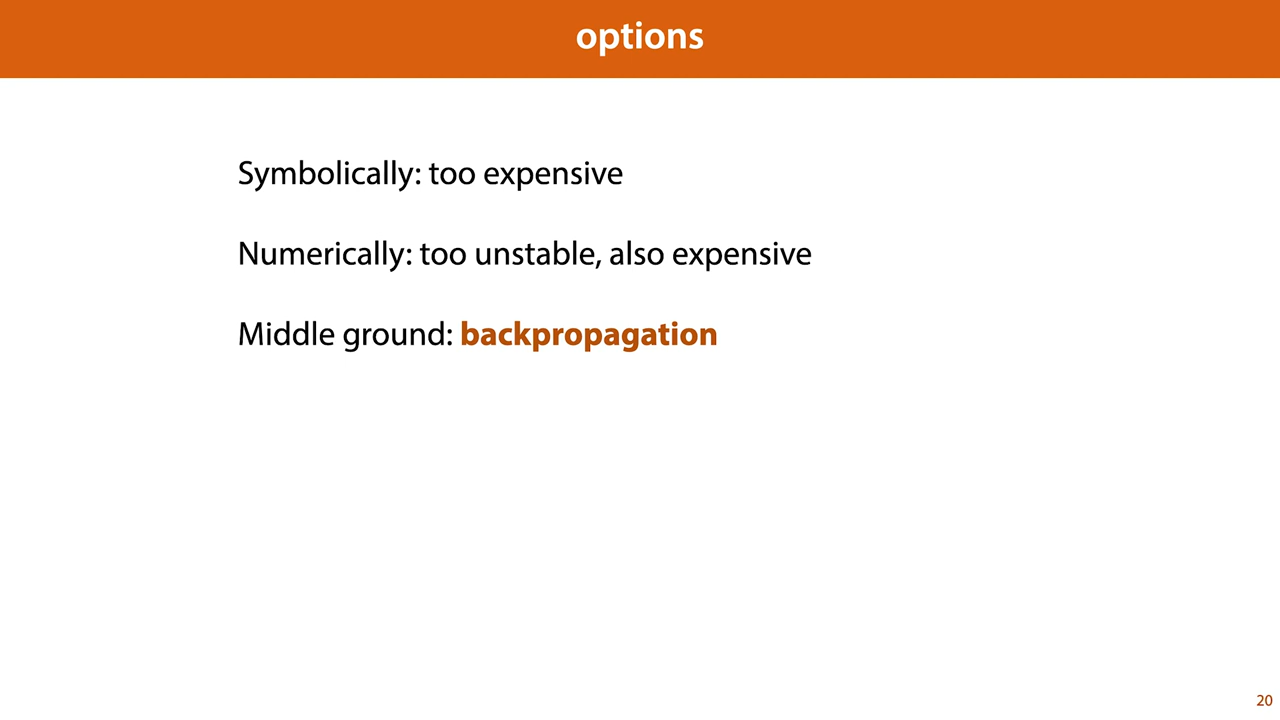 options
Symbolically: too expensive
Numerically: too unstable, also expensive
Middle ground: backpropagation
20